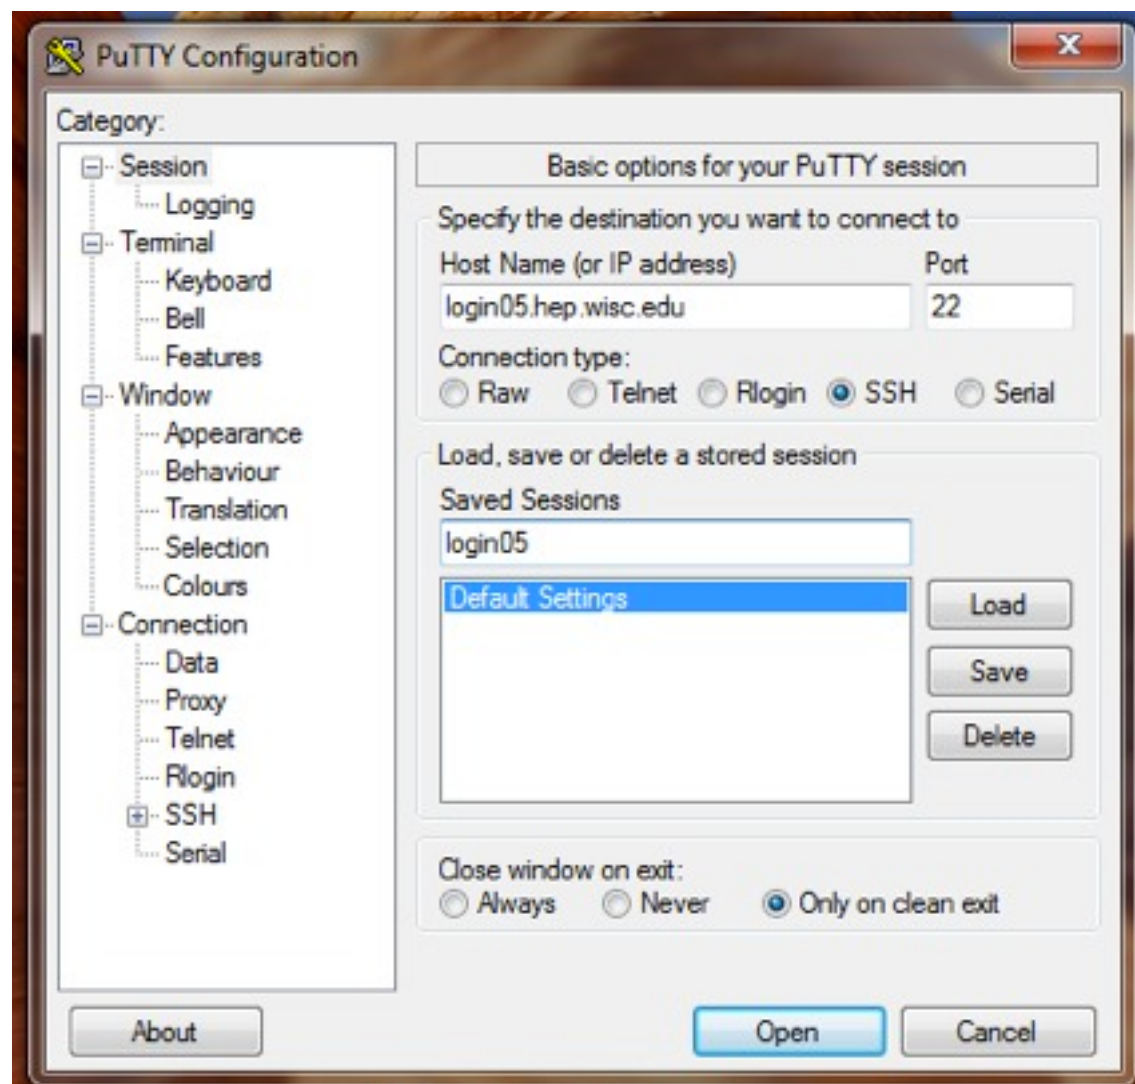 PuTTY Configuration
Category:
Session
Logging
Terminal
Keyboard
Bell
Features
Window
Appearance
Behaviour
Translation
Selection
Colours
Connection
Data
Proxy
Telnet
Rlogin
SSH
Serial
Basic options for your PuTTY session
Specify the destination you want to connect to
Host Name (or IP address) Port
login05.hep.wisc.edu 22
Connection type:
Raw Telnet Rlogin SSH Serial
Load, save or delete a stored session
Saved Sessions
login05
Default Settings
Load
Save
Delete
Close window on exit:
Always Never Only on clean exit
About Open Cancel